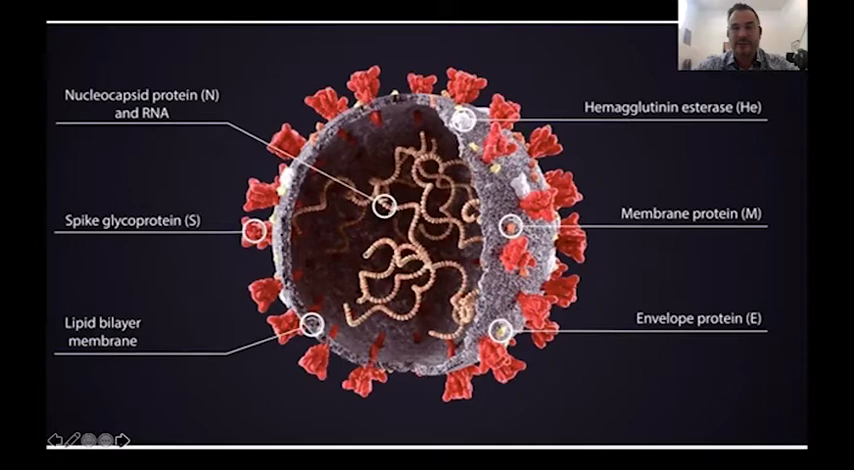 Nucleocapsid protein (N)
and RNA
Hemagglutinin esterase (He)
Spike glycoprotein (S)
Membrane protein (M)
Lipid bilayer
membrane
Envelope protein (E)